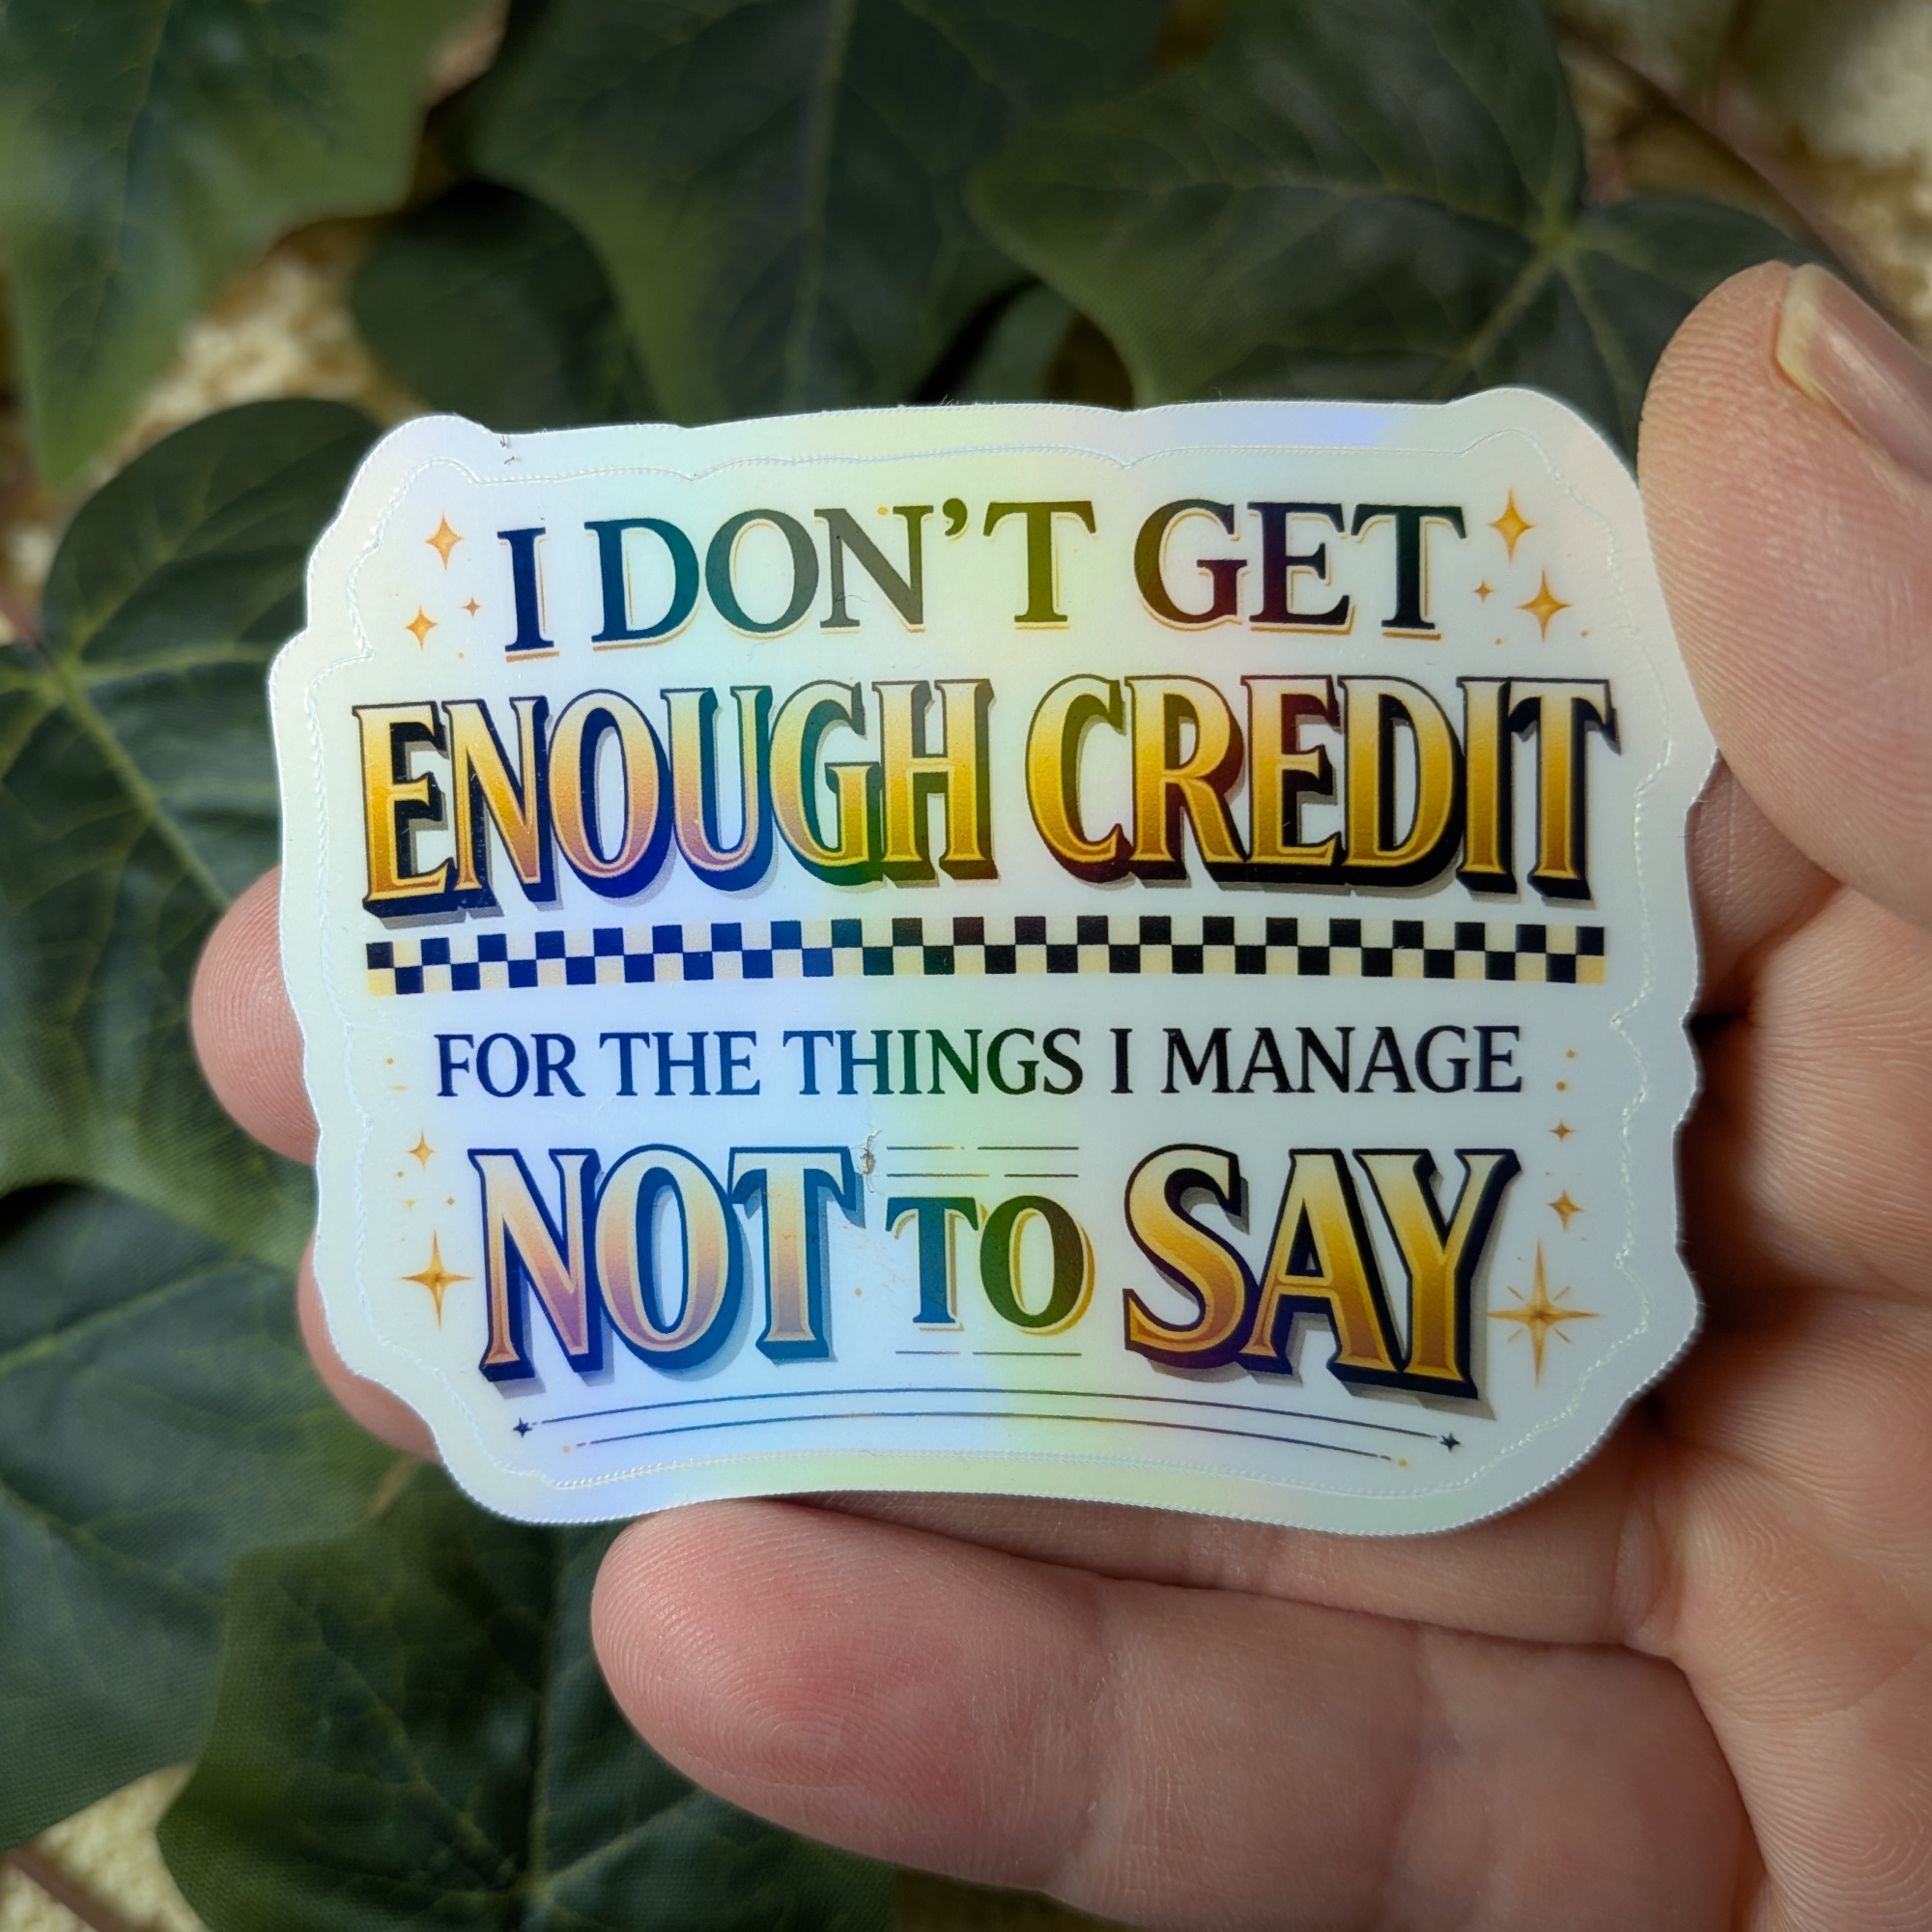 I DON'T GET
ENOUGH CREDIT
FOR THE THINGS I MANAGE
NOT TO SAY